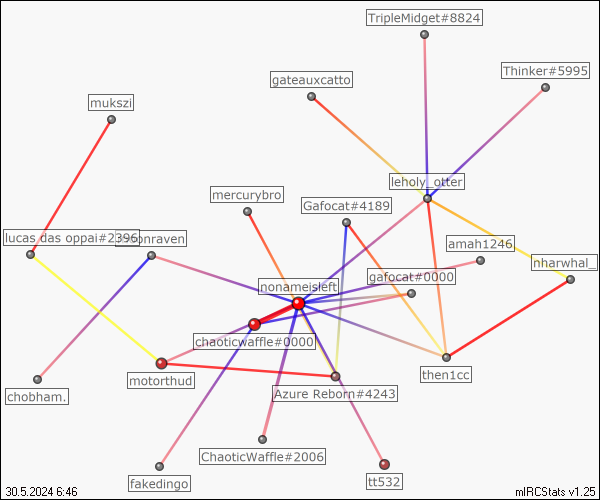 TripleMidget#8824
Thinker#5995
gateauxcatto
mukszi
leholy_otter
mercurybro
Gafocat#4189
lucas das oppai#2396
onraven
amah1246
nharwhal_
gafocat#0000
nonameisleft
chaoticwaffle#0000
then1cc
motorthud
Azure Reborn#4243
chobham.
ChaoticWaffle#2006
fakedingo
tt532
30.5.2024 6:46
mIRCStats v1.25